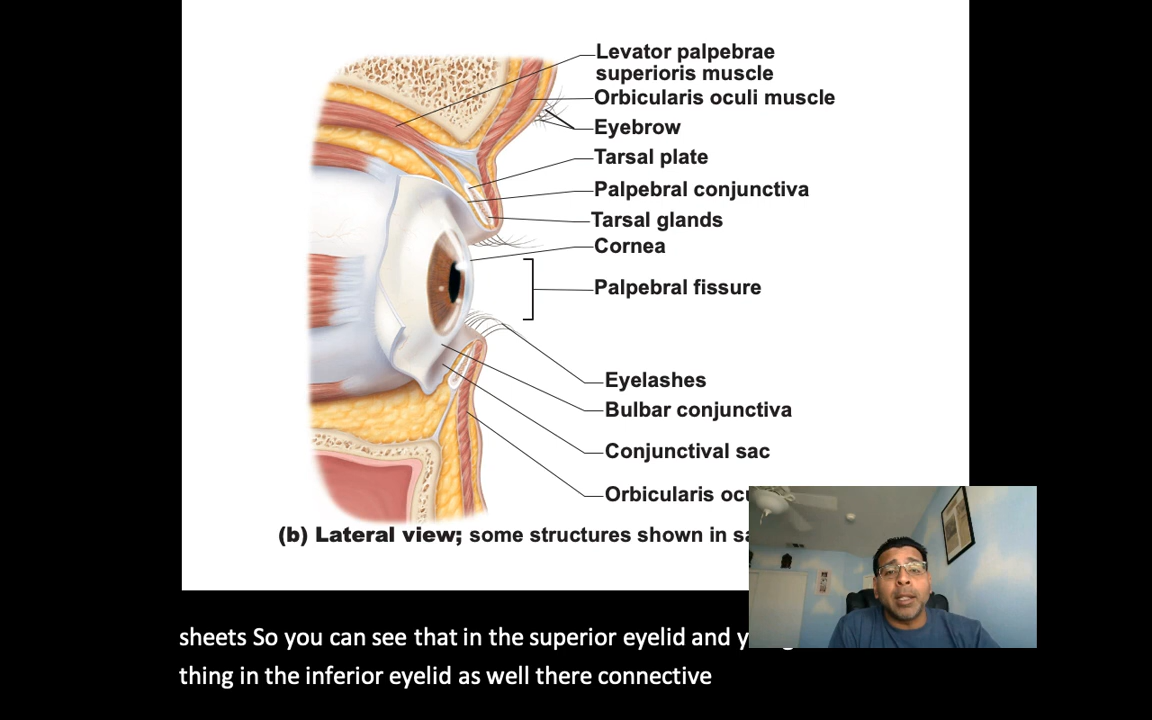 Levator palpebrae
superioris muscle
Orbicularis oculi muscle
Eyebrow
Tarsal plate
Palpebral conjunctiva
Tarsal glands
Cornea
Palpebral fissure
Eyelashes
Bulbar conjunctiva
Conjunctival sac
Orbicularis
(b) Lateral view; some structures shown in
sheets So you can see that in the superior eyelid and
thing in the inferior eyelid as well there connective